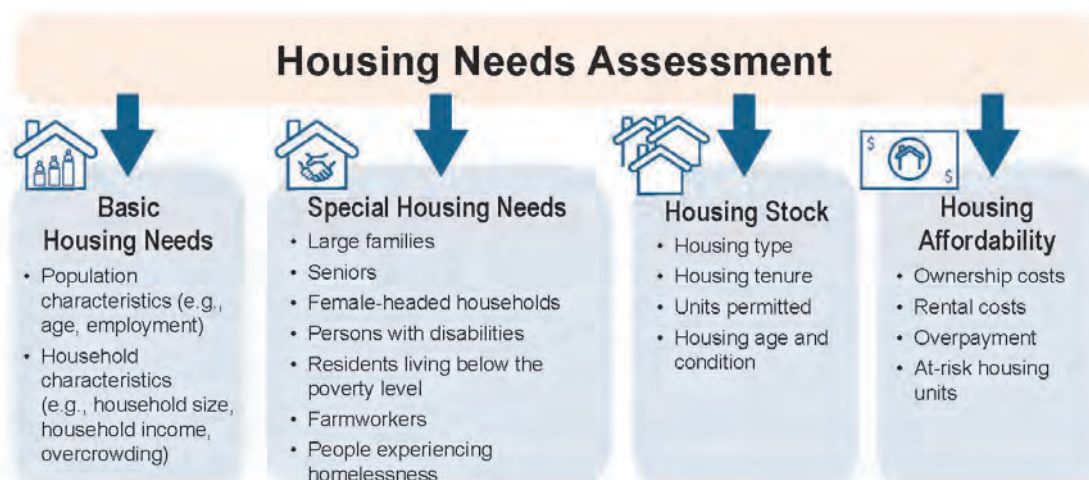 Housing Needs Assessment
Basic
Housing Needs
• Population
characteristics (e.g.,
age, employment)
• Household
characteristics
(e.g., household size,
household income,
overcrowding)
Special Housing Needs
• Large families
• Seniors
• Female-headed households
• Persons with disabilities
• Residents living below the
poverty level
• Farmworkers
• People experiencing
homelessness
Housing Stock
• Housing type
• Housing tenure
• Units permitted
• Housing age and
condition
$
$
Housing
Affordability
• Ownership costs
• Rental costs
• Overpayment
• At-risk housing
units